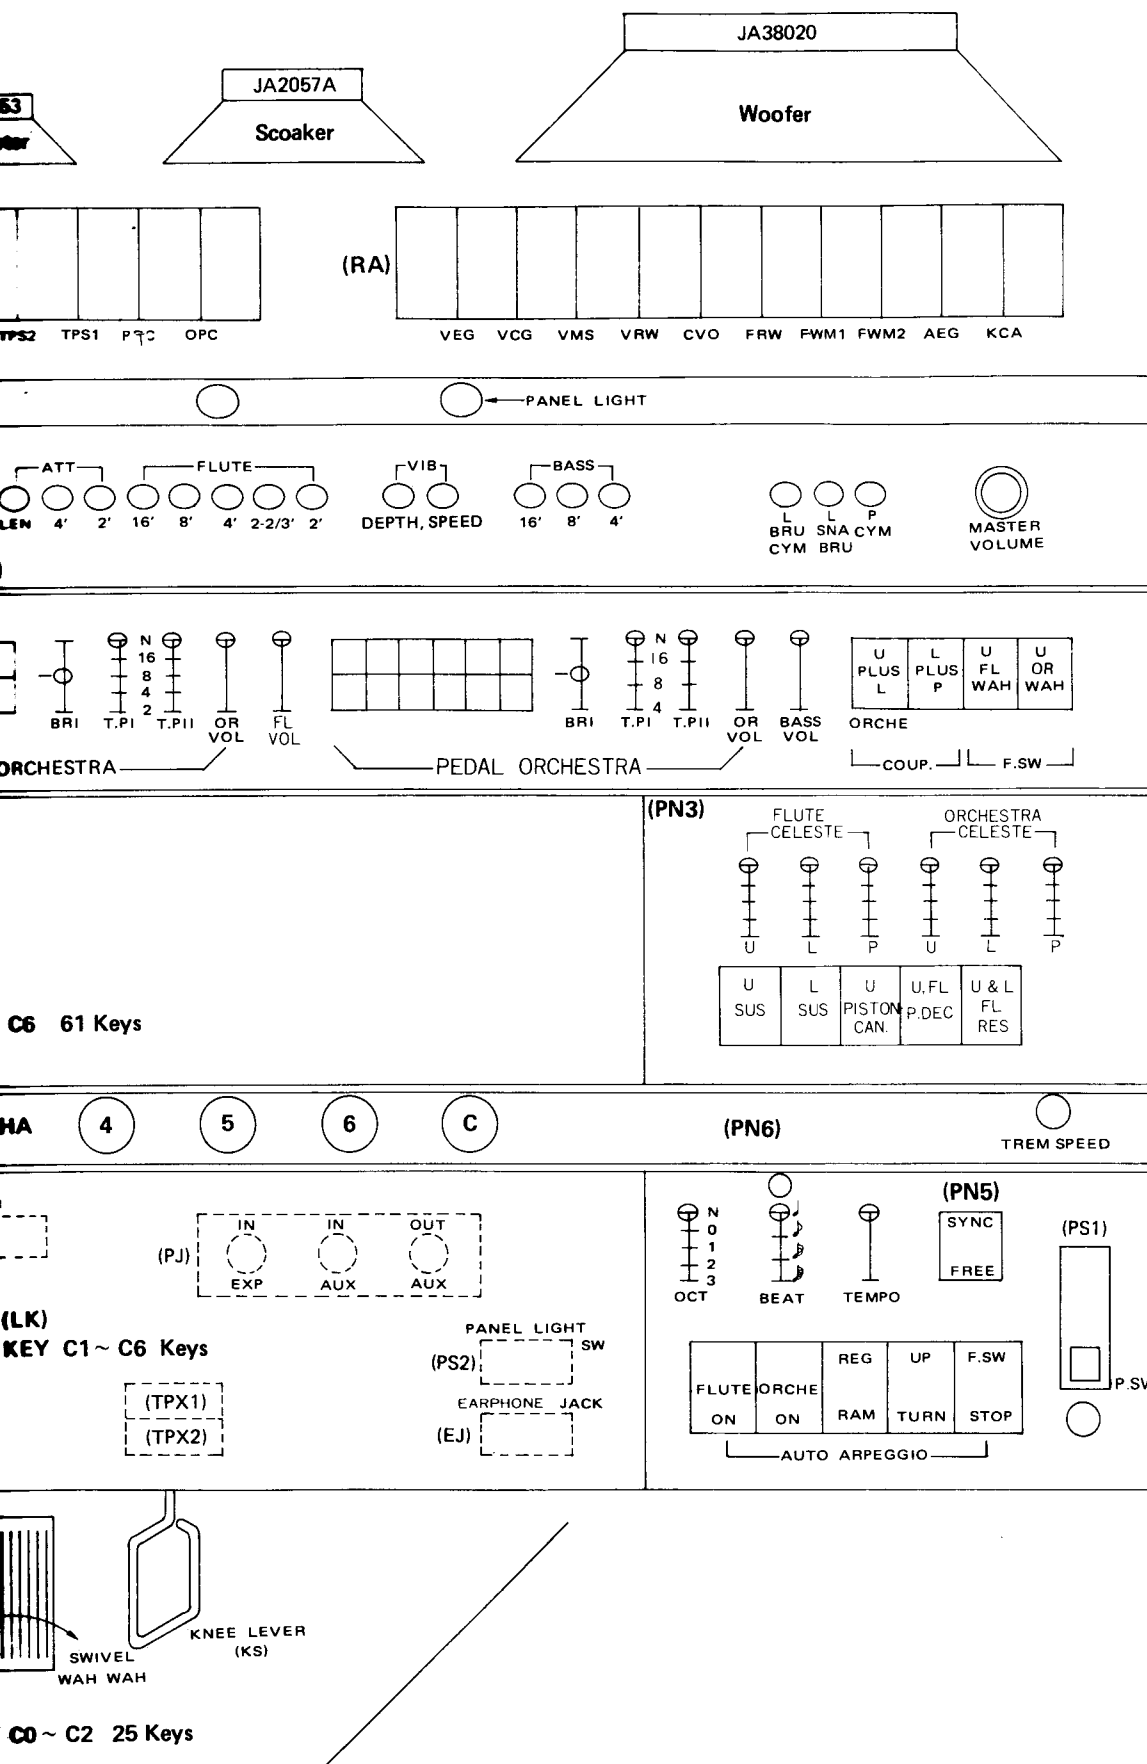 JA38020
JA2057A
53
Woofer
Scoaker
(RA)
TPS2 TPS1 OPC
VEG VCG VMS VRW CVO FRW FWM1 FWM2 AEG KCA
PANEL LIGHT
ATT FLUTE VIB BASS
LEN 4' 2' 16' 8' 4' 2-2/3' 2' DEPTH, SPEED 16' 8' 4'
L L P
BRU SNA CYM
CYM BRU
MASTER
VOLUME
N
16
8
4
2
BRI T.PI T.PII OR FL
VOL VOL
N
16
8
4
BRI T.PI T.PII OR BASS
VOL VOL
U L U U
PLUS PLUS FL OR
L P WAH WAH
ORCHE
ORCHESTRA PEDAL ORCHESTRA COUP. F.SW
(PN3)
FLUTE ORCHESTRA
CELESTE CELESTE
U L P U L P
U L U U.FL U & L
SUS SUS PISTON P.DEC FL
CAN. RES
C6 61 Keys
HA 4 5 6 C (PN6)
TREM SPEED
IN IN OUT
(PJ)
EXP AUX AUX
(LK)
KEY C1 ~ C6 Keys
PANEL LIGHT
SW
(PS2)
(TPX1)
EARPHONE JACK
(TPX2)
(EJ)
(PN5)
N
0
1
2
3
OCT BEAT TEMPO
SYNC
FREE
(PS1)
REG UP F.SW
FLUTE ORCHE
ON ON RAM TURN STOP
P.SW
AUTO ARPEGGIO
KNEE LEVER
(KS)
SWIVEL
WAH WAH
C0 ~ C2 25 Keys